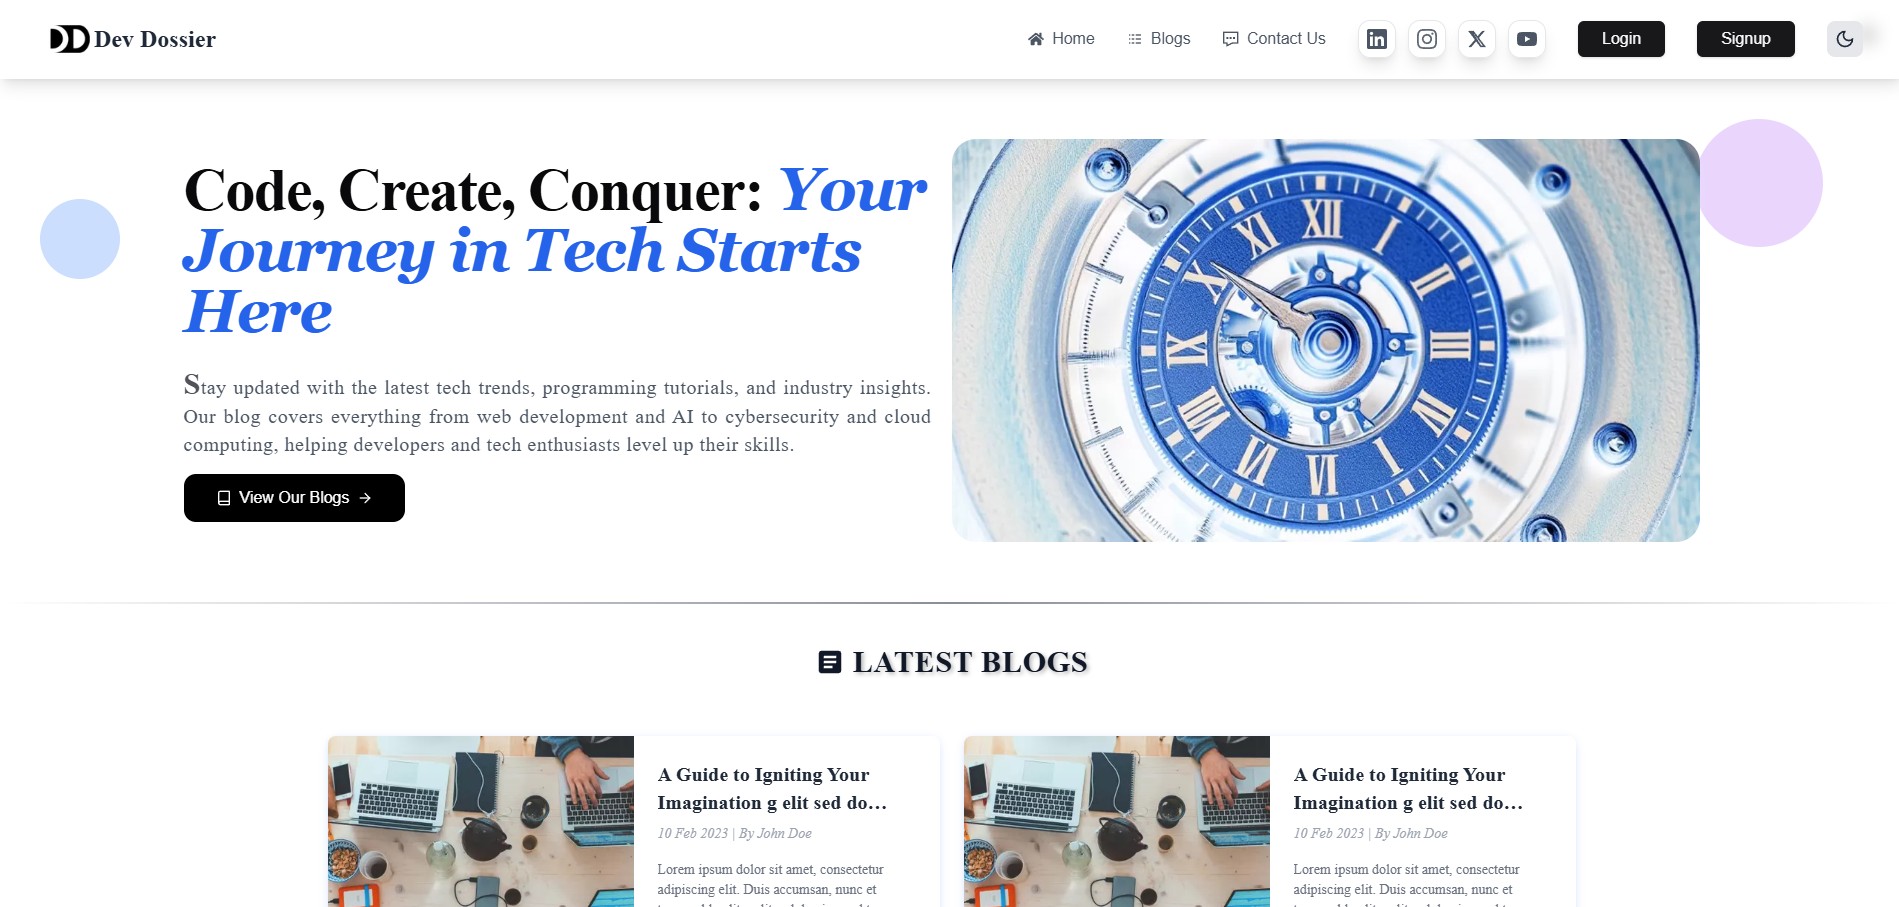 Dev Dossier
Home
Blogs
Contact Us
Login
Signup
Code, Create, Conquer: Your
Journey in Tech Starts
Here
Stay updated with the latest tech trends, programming tutorials, and industry insights.
Our blog covers everything from web development and AI to cybersecurity and cloud
computing, helping developers and tech enthusiasts level up their skills.
View Our Blogs
XII
I
II
III
XI
X
IX
LATEST BLOGS
A Guide to Igniting Your
Imagination g elit sed do…
10 Feb 2023 | By John Doe
Lorem ipsum dolor sit amet, consectetur
adipiscing elit. Duis accumsan, nunc et
A Guide to Igniting Your
Imagination g elit sed do…
10 Feb 2023 | By John Doe
Lorem ipsum dolor sit amet, consectetur
adipiscing elit. Duis accumsan, nunc et